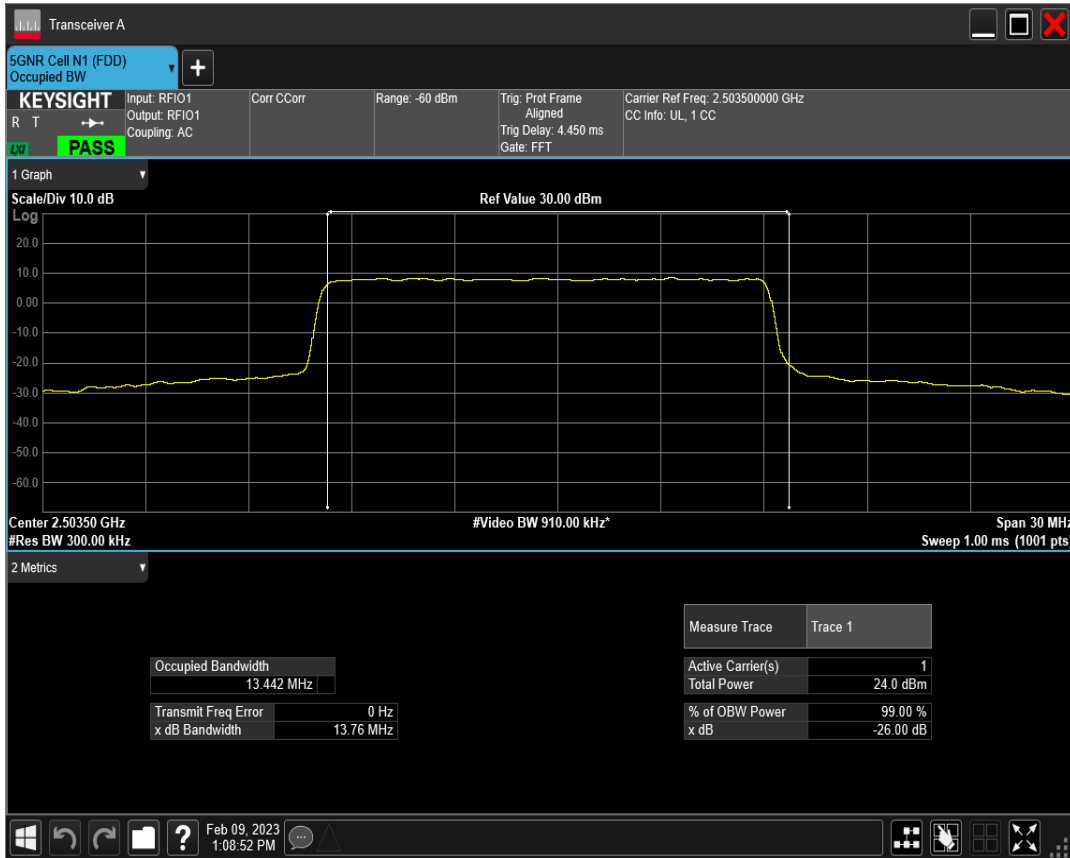 Transceiver A
5GNR Cell N1 (FDD)
Occupied BW
+
KEYSIGHT
R T
LXI
PASS
Input: RFIO1
Output: RFIO1
Coupling: AC
Corr CCorr
Range: -60 dBm
Trig: Prot Frame
Aligned
Trig Delay: 4.450 ms
Gate: FFT
Carrier Ref Freq: 2.503500000 GHz
CC Info: UL, 1 CC
1 Graph
Scale/Div 10.0 dB
Ref Value 30.00 dBm
Log
20.0
10.0
0.00
-10.0
-20.0
-30.0
-40.0
-50.0
-60.0
Center 2.50350 GHz
#Video BW 910.00 kHz*
Span 30 MHz
#Res BW 300.00 kHz
Sweep 1.00 ms (1001 pts)
2 Metrics
Measure Trace Trace 1
Occupied Bandwidth
13.442 MHz
Active Carrier(s) 1
Total Power 24.0 dBm
Transmit Freq Error 0 Hz
x dB Bandwidth 13.76 MHz
% of OBW Power 99.00 %
x dB -26.00 dB
?
Feb 09, 2023
1:08:52 PM